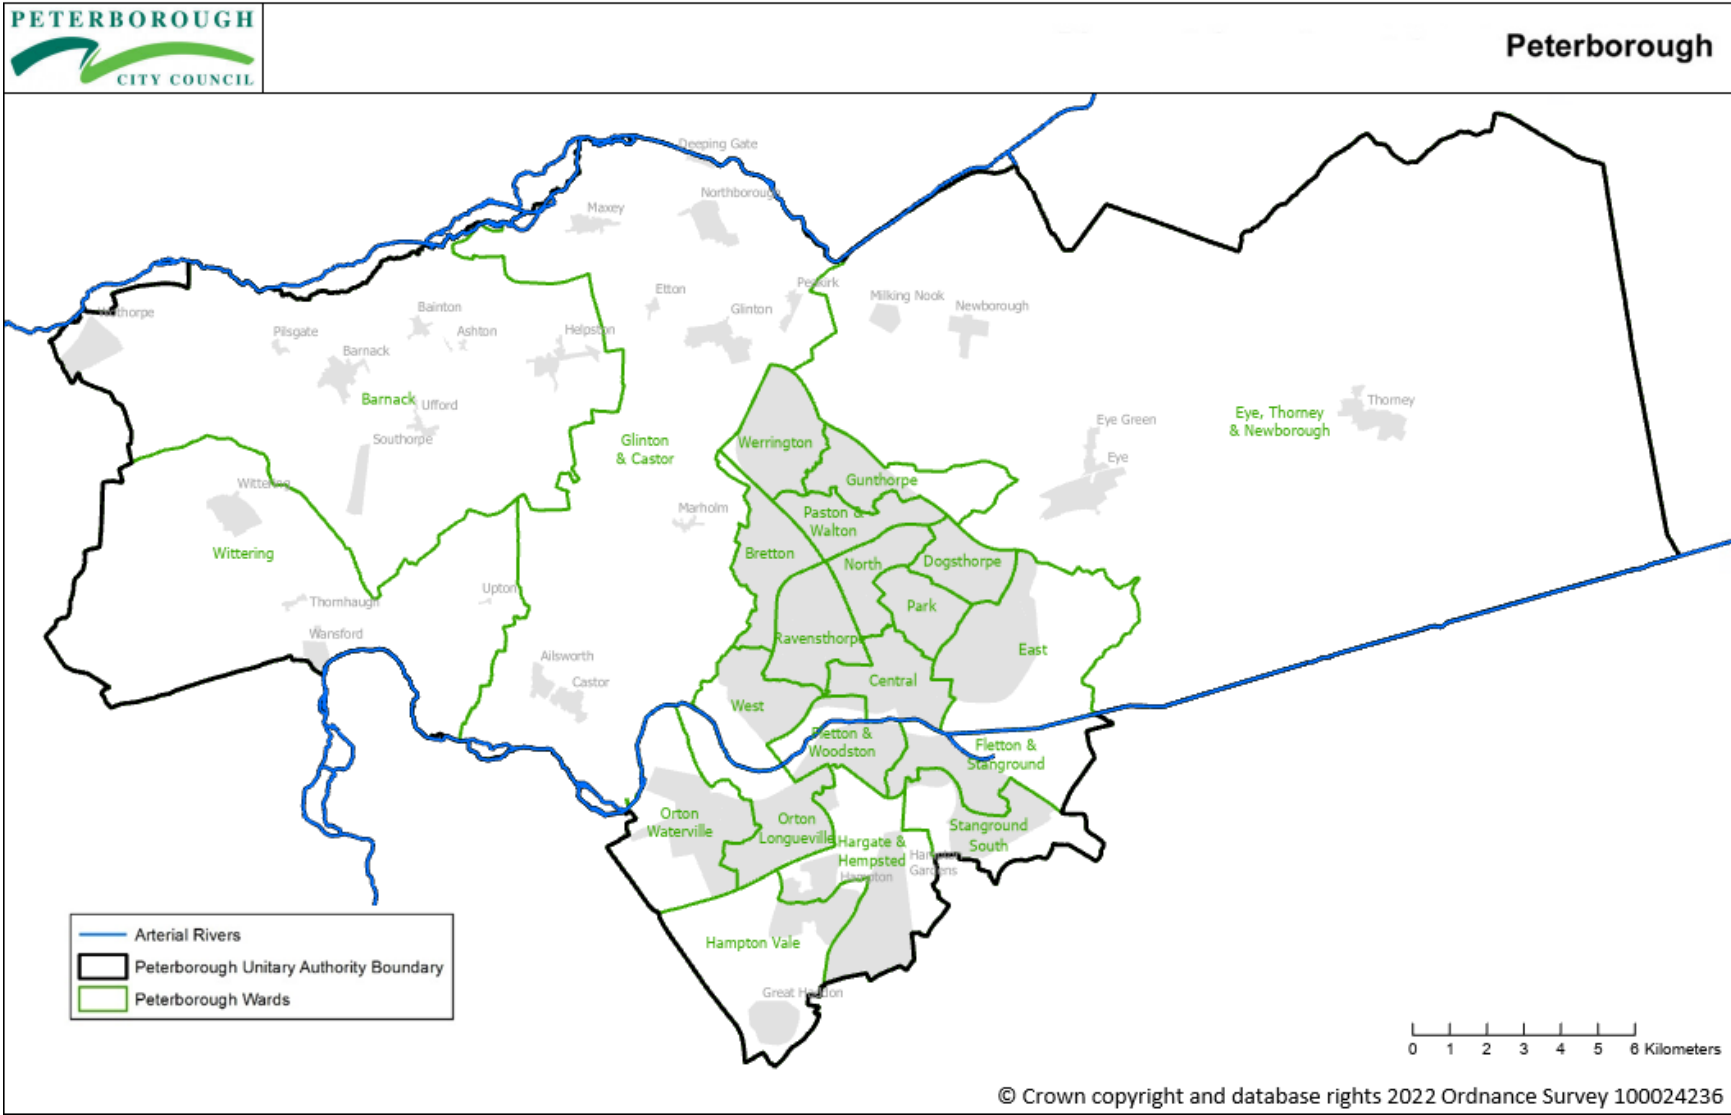 PETERBOROUGH
CITY COUNCIL
Peterborough
Deeping Gate
Northborough
Maxey
Peakirk
Etton
Glinton
Milking Nook
Newborough
Wothorpe
Pilsgate
Bainton
Ashton
Helpston
Barnack
Barnack
Ufford
Southorpe
Glinton
& Castor
Werrington
Gunthorpe
Eye Green
Eye
Eye, Thorney
& Newborough
Thorney
Wittering
Wittering
Marholm
Paston &
Walton
Bretton
North
Dogsthorpe
Park
Thornhaugh
Upton
Wansford
Ravensthorpe
East
Ailsworth
Castor
Central
West
Fletton &
Woodston
Fletton &
Stanground
Orton
Waterville
Orton
Longueville
Hargate &
Hempsted
Hampton
Hampton
Gardens
Stanground
South
Hampton Vale
Great Haddon
Arterial Rivers
Peterborough Unitary Authority Boundary
Peterborough Wards
0 1 2 3 4 5 6 Kilometers
© Crown copyright and database rights 2022 Ordnance Survey 100024236